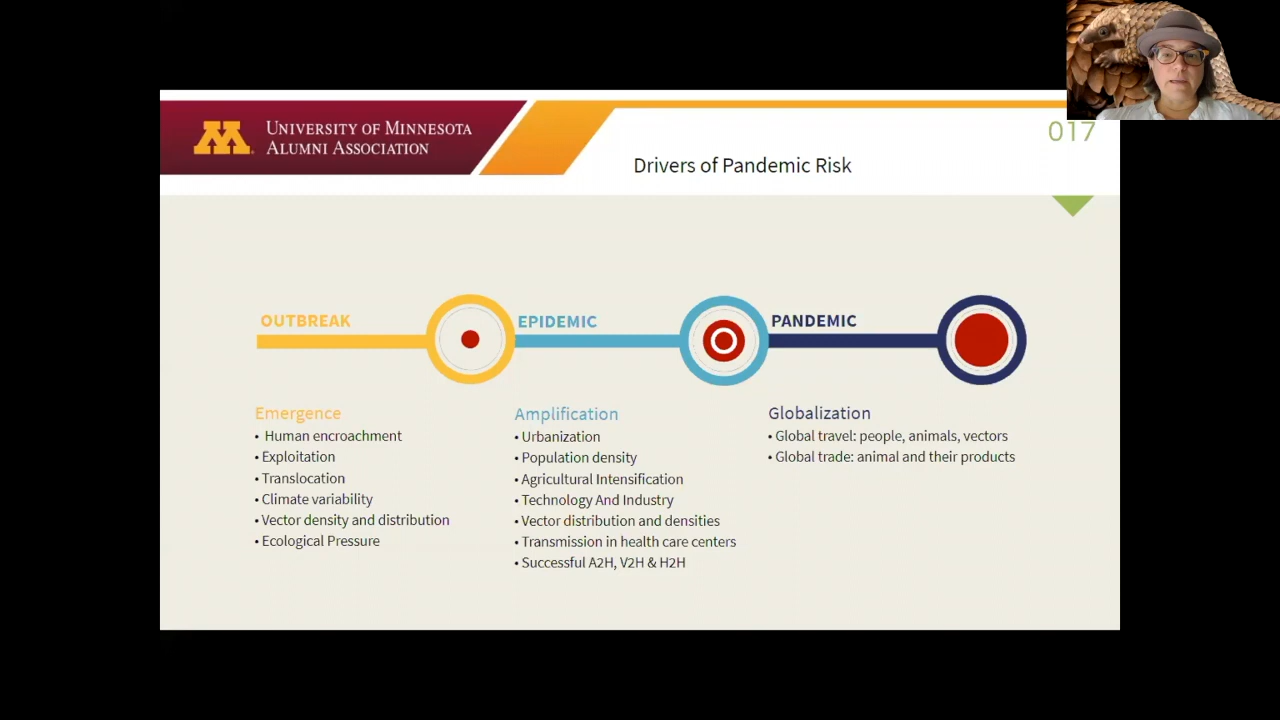 UNIVERSITY OF MINNESOTA
ALUMNI ASSOCIATION
017
Drivers of Pandemic Risk
OUTBREAK
EPIDEMIC
PANDEMIC
Emergence
• Human encroachment
• Exploitation
• Translocation
• Climate variability
• Vector density and distribution
• Ecological Pressure
Amplification
• Urbanization
• Population density
• Agricultural Intensification
• Technology And Industry
• Vector distribution and densities
• Transmission in health care centers
• Successful A2H, V2H & H2H
Globalization
• Global travel: people, animals, vectors
• Global trade: animal and their products